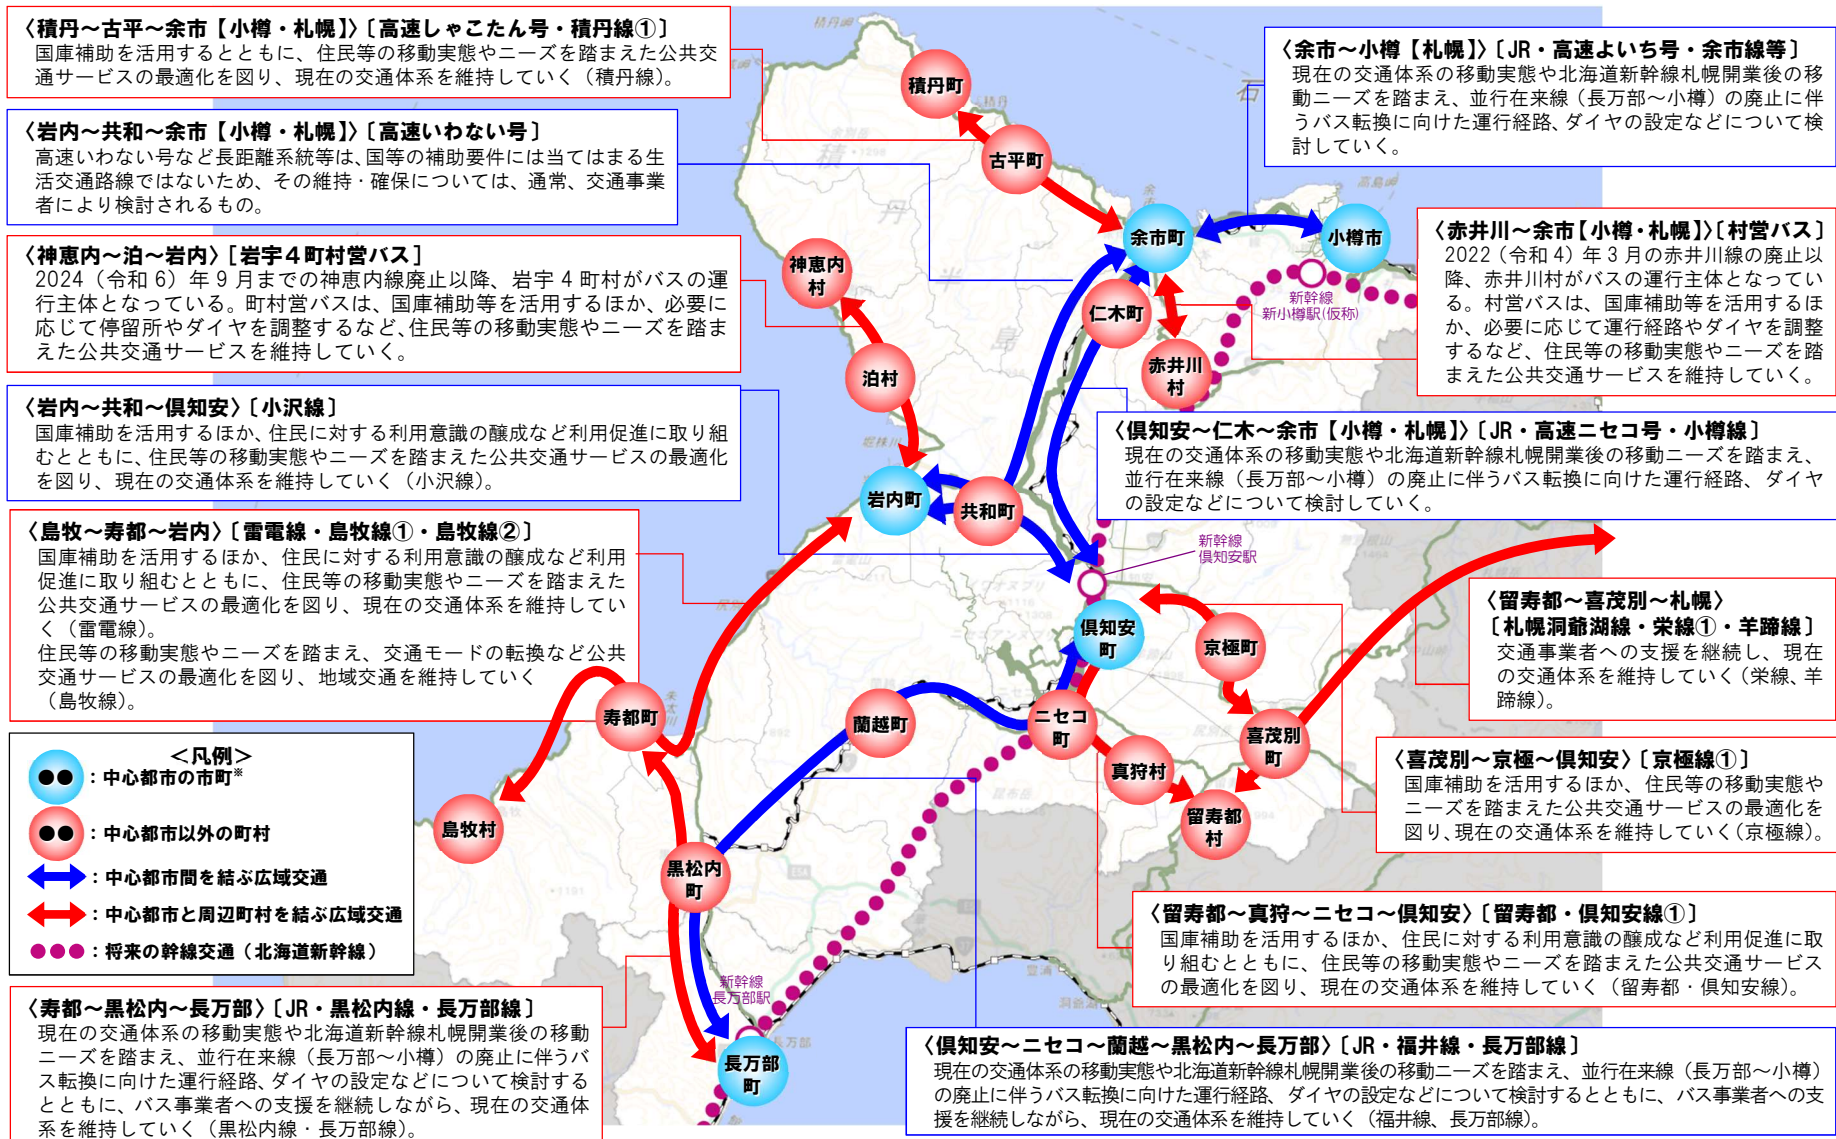 〈積丹～古平～余市【小樽・札幌】〉〔高速しゃこたん号・積丹線①〕
国庫補助を活用するとともに、住民等の移動実態やニーズを踏まえた公共交
通サービスの最適化を図り、現在の交通体系を維持していく（積丹線）。
〈岩内～共和～余市【小樽・札幌】〉〔高速いわない号〕
高速いわない号など長距離系統等は、国等の補助要件には当てはまる生
活交通路線ではないため、その維持・確保については、通常、交通事業
者により検討されるもの。
〈神恵内～泊～岩内〉［岩宇４町村営バス］
2024（令和 6）年 9 月までの神恵内線廃止以降、岩宇 4 町村がバスの運
行主体となっている。町村営バスは、国庫補助等を活用するほか、必要に
応じて停留所やダイヤを調整するなど、住民等の移動実態やニーズを踏ま
えた公共交通サービスを維持していく。
〈岩内～共和～倶知安〉〔小沢線〕
国庫補助を活用するほか、住民に対する利用意識の醸成など利用促進に取り組
むとともに、住民等の移動実態やニーズを踏まえた公共交通サービスの最適化
を図り、現在の交通体系を維持していく（小沢線）。
〈島牧～寿都～岩内〉〔雷電線・島牧線①・島牧線②〕
国庫補助を活用するほか、住民に対する利用意識の醸成など利用
促進に取り組むとともに、住民等の移動実態やニーズを踏まえた
公共交通サービスの最適化を図り、現在の交通体系を維持してい
く（雷電線）。
住民等の移動実態やニーズを踏まえ、交通モードの転換など公共
交通サービスの最適化を図り、地域交通を維持していく
（島牧線）。
＜凡例＞
●●：中心都市の市町※
●●：中心都市以外の町村
：中心都市間を結ぶ広域交通
：中心都市と周辺町村を結ぶ広域交通
：将来の幹線交通（北海道新幹線）
〈寿都～黒松内～長万部〉〔JR・黒松内線・長万部線〕
現在の交通体系の移動実態や北海道新幹線札幌開業後の移動
ニーズを踏まえ、並行在来線（長万部～小樽）の廃止に伴うバ
ス転換に向けた運行経路、ダイヤの設定などについて検討する
とともに、バス事業者への支援を継続しながら、現在の交通体
系を維持していく（黒松内線・長万部線）。
積丹町
古平町
余市町
小樽市
神恵内
村
仁木町
赤井川
村
泊村
岩内町
共和町
新幹線
新小樽駅(仮称)
新幹線
倶知安駅
倶知安
町
京極町
寿都町
蘭越町
ニセコ
町
喜茂別
町
真狩村
留寿都
村
島牧村
黒松内
町
新幹線
長万部駅
長万部
町
〈余市～小樽【札幌】〉〔JR・高速よいち号・余市線等〕
現在の交通体系の移動実態や北海道新幹線札幌開業後の移
動ニーズを踏まえ、並行在来線（長万部～小樽）の廃止に伴
うバス転換に向けた運行経路、ダイヤの設定などについて検
討していく。
〈赤井川～余市【小樽・札幌】〉〔村営バス〕
2022（令和 4）年 3 月の赤井川線の廃止以
降、赤井川村がバスの運行主体となってい
る。村営バスは、国庫補助等を活用するほ
か、必要に応じて運行経路やダイヤを調整
するなど、住民等の移動実態やニーズを踏
まえた公共交通サービスを維持していく。
〈倶知安～仁木～余市【小樽・札幌】〉〔JR・高速ニセコ号・小樽線〕
現在の交通体系の移動実態や北海道新幹線札幌開業後の移動ニーズを踏まえ、
並行在来線（長万部～小樽）の廃止に伴うバス転換に向けた運行経路、ダイヤ
の設定などについて検討していく。
〈留寿都～喜茂別～札幌〉
〔札幌洞爺湖線・栄線①・羊蹄線〕
交通事業者への支援を継続し、現在
の交通体系を維持していく（栄線、羊
蹄線）。
〈喜茂別～京極～倶知安〉〔京極線①〕
国庫補助を活用するほか、住民等の移動実態や
ニーズを踏まえた公共交通サービスの最適化を
図り、現在の交通体系を維持していく（京極線）。
〈留寿都～真狩～ニセコ～倶知安〉〔留寿都・倶知安線①〕
国庫補助を活用するほか、住民に対する利用意識の醸成など利用促進に取
り組むとともに、住民等の移動実態やニーズを踏まえた公共交通サービス
の最適化を図り、現在の交通体系を維持していく（留寿都・倶知安線）。
〈倶知安～ニセコ～蘭越～黒松内～長万部〉〔JR・福井線・長万部線〕
現在の交通体系の移動実態や北海道新幹線札幌開業後の移動ニーズを踏まえ、並行在来線（長万部～小樽）
の廃止に伴うバス転換に向けた運行経路、ダイヤの設定などについて検討するとともに、バス事業者への支
援を継続しながら、現在の交通体系を維持していく（福井線、長万部線）。